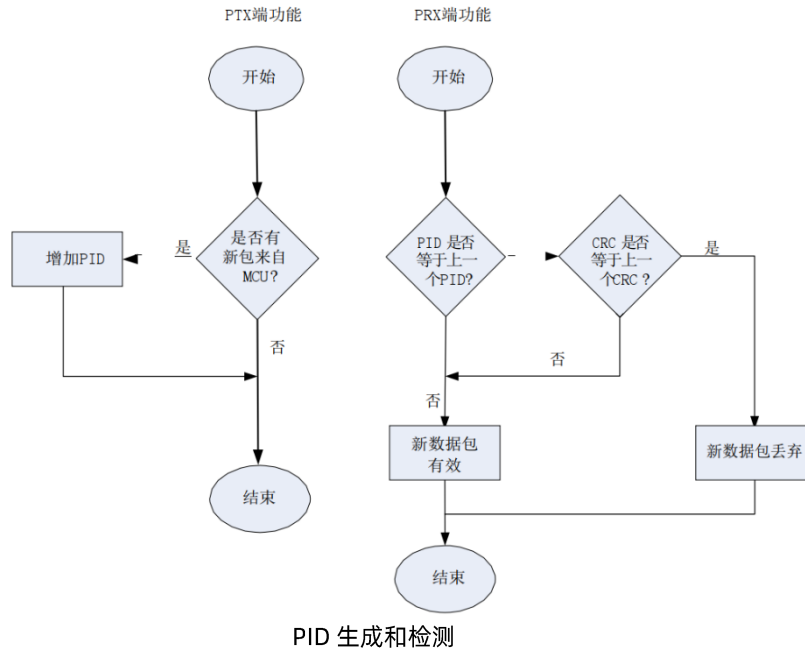 PTX端功能
PRX端功能
开始
开始
是否有
新包来自
MCU?
是
增加PID
否
结束
PID 是否
等于上一
个PID?
CRC 是否
等于上一
个CRC ?
是
否
否
新数据包
有效
新数据包丢弃
结束
PID 生成和检测